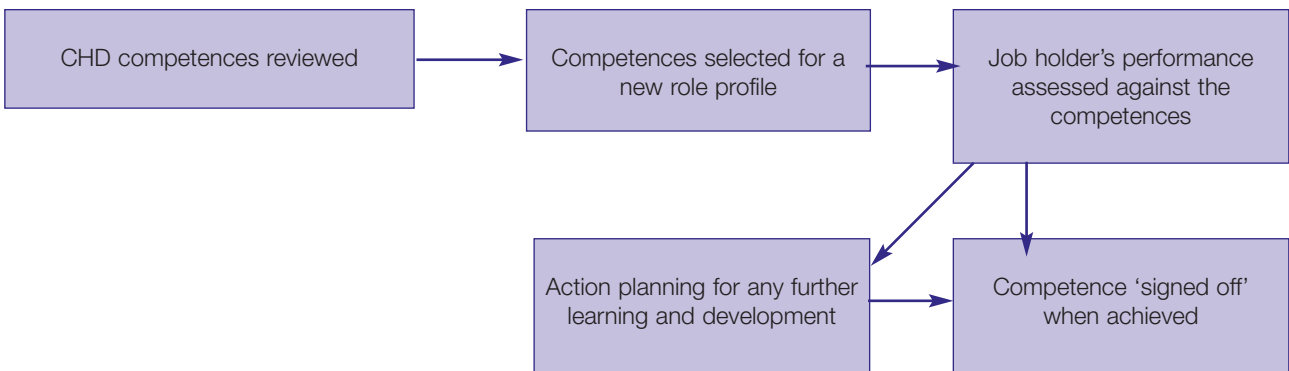 CHD competences reviewed
Competences selected for a
new role profile
Job holder’s performance
assessed against the
competences
Action planning for any further
learning and development
Competence ‘signed off’
when achieved